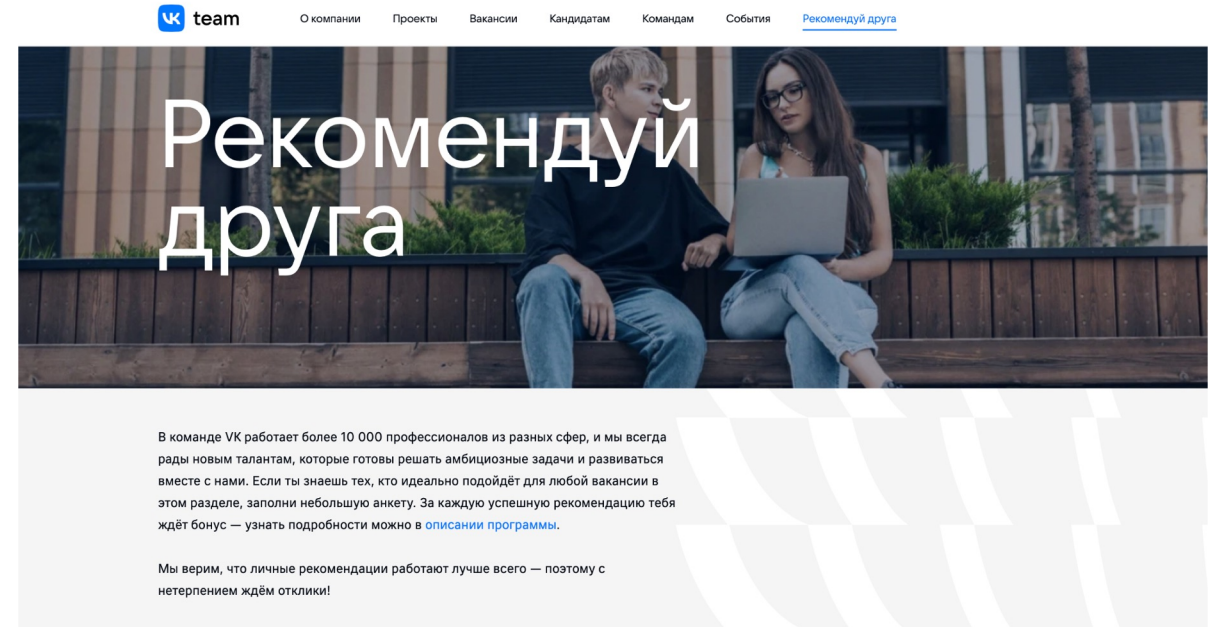 VK team О компании Проекты Вакансии Кандидатам Командам События Рекомендуй друга
Рекомендуй
друга
В команде VK работает более 10 000 профессионалов из разных сфер, и мы всегда
рады новым талантам, которые готовы решать амбициозные задачи и развиваться
вместе с нами. Если ты знаешь тех, кто идеально подойдёт для любой вакансии в
этом разделе, заполни небольшую анкету. За каждую успешную рекомендацию тебя
ждёт бонус — узнать подробности можно в описании программы.
Мы верим, что личные рекомендации работают лучше всего — поэтому с
нетерпением ждём отклики!